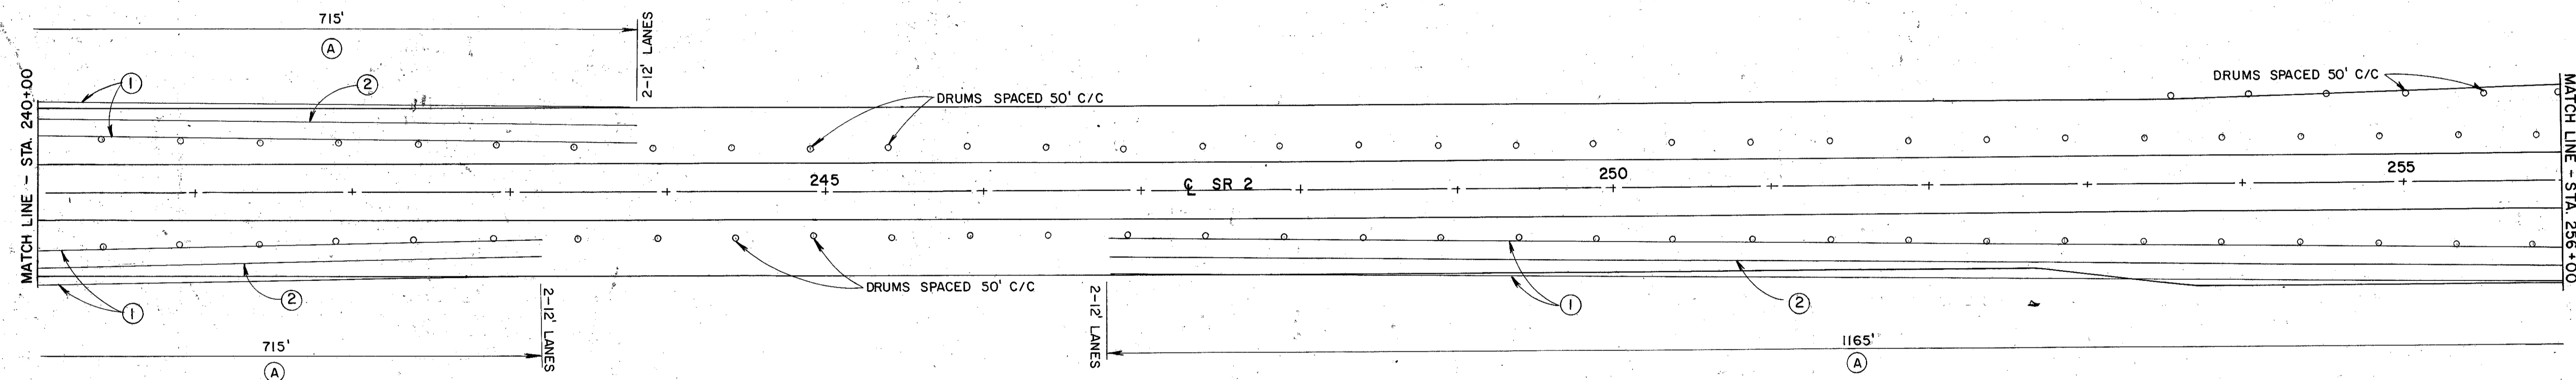 715'
A
2-12' LANES
MATCH LINE - STA. 240+00
1
2
DRUMS SPACED 50' C/C
DRUMS SPACED 50' C/C
MATCH LINE - STA. 256+00
245
℄ SR 2
250
255
1
2
DRUMS SPACED 50' C/C
2-12' LANES
2-12' LANES
1
2
715'
A
1165'
A